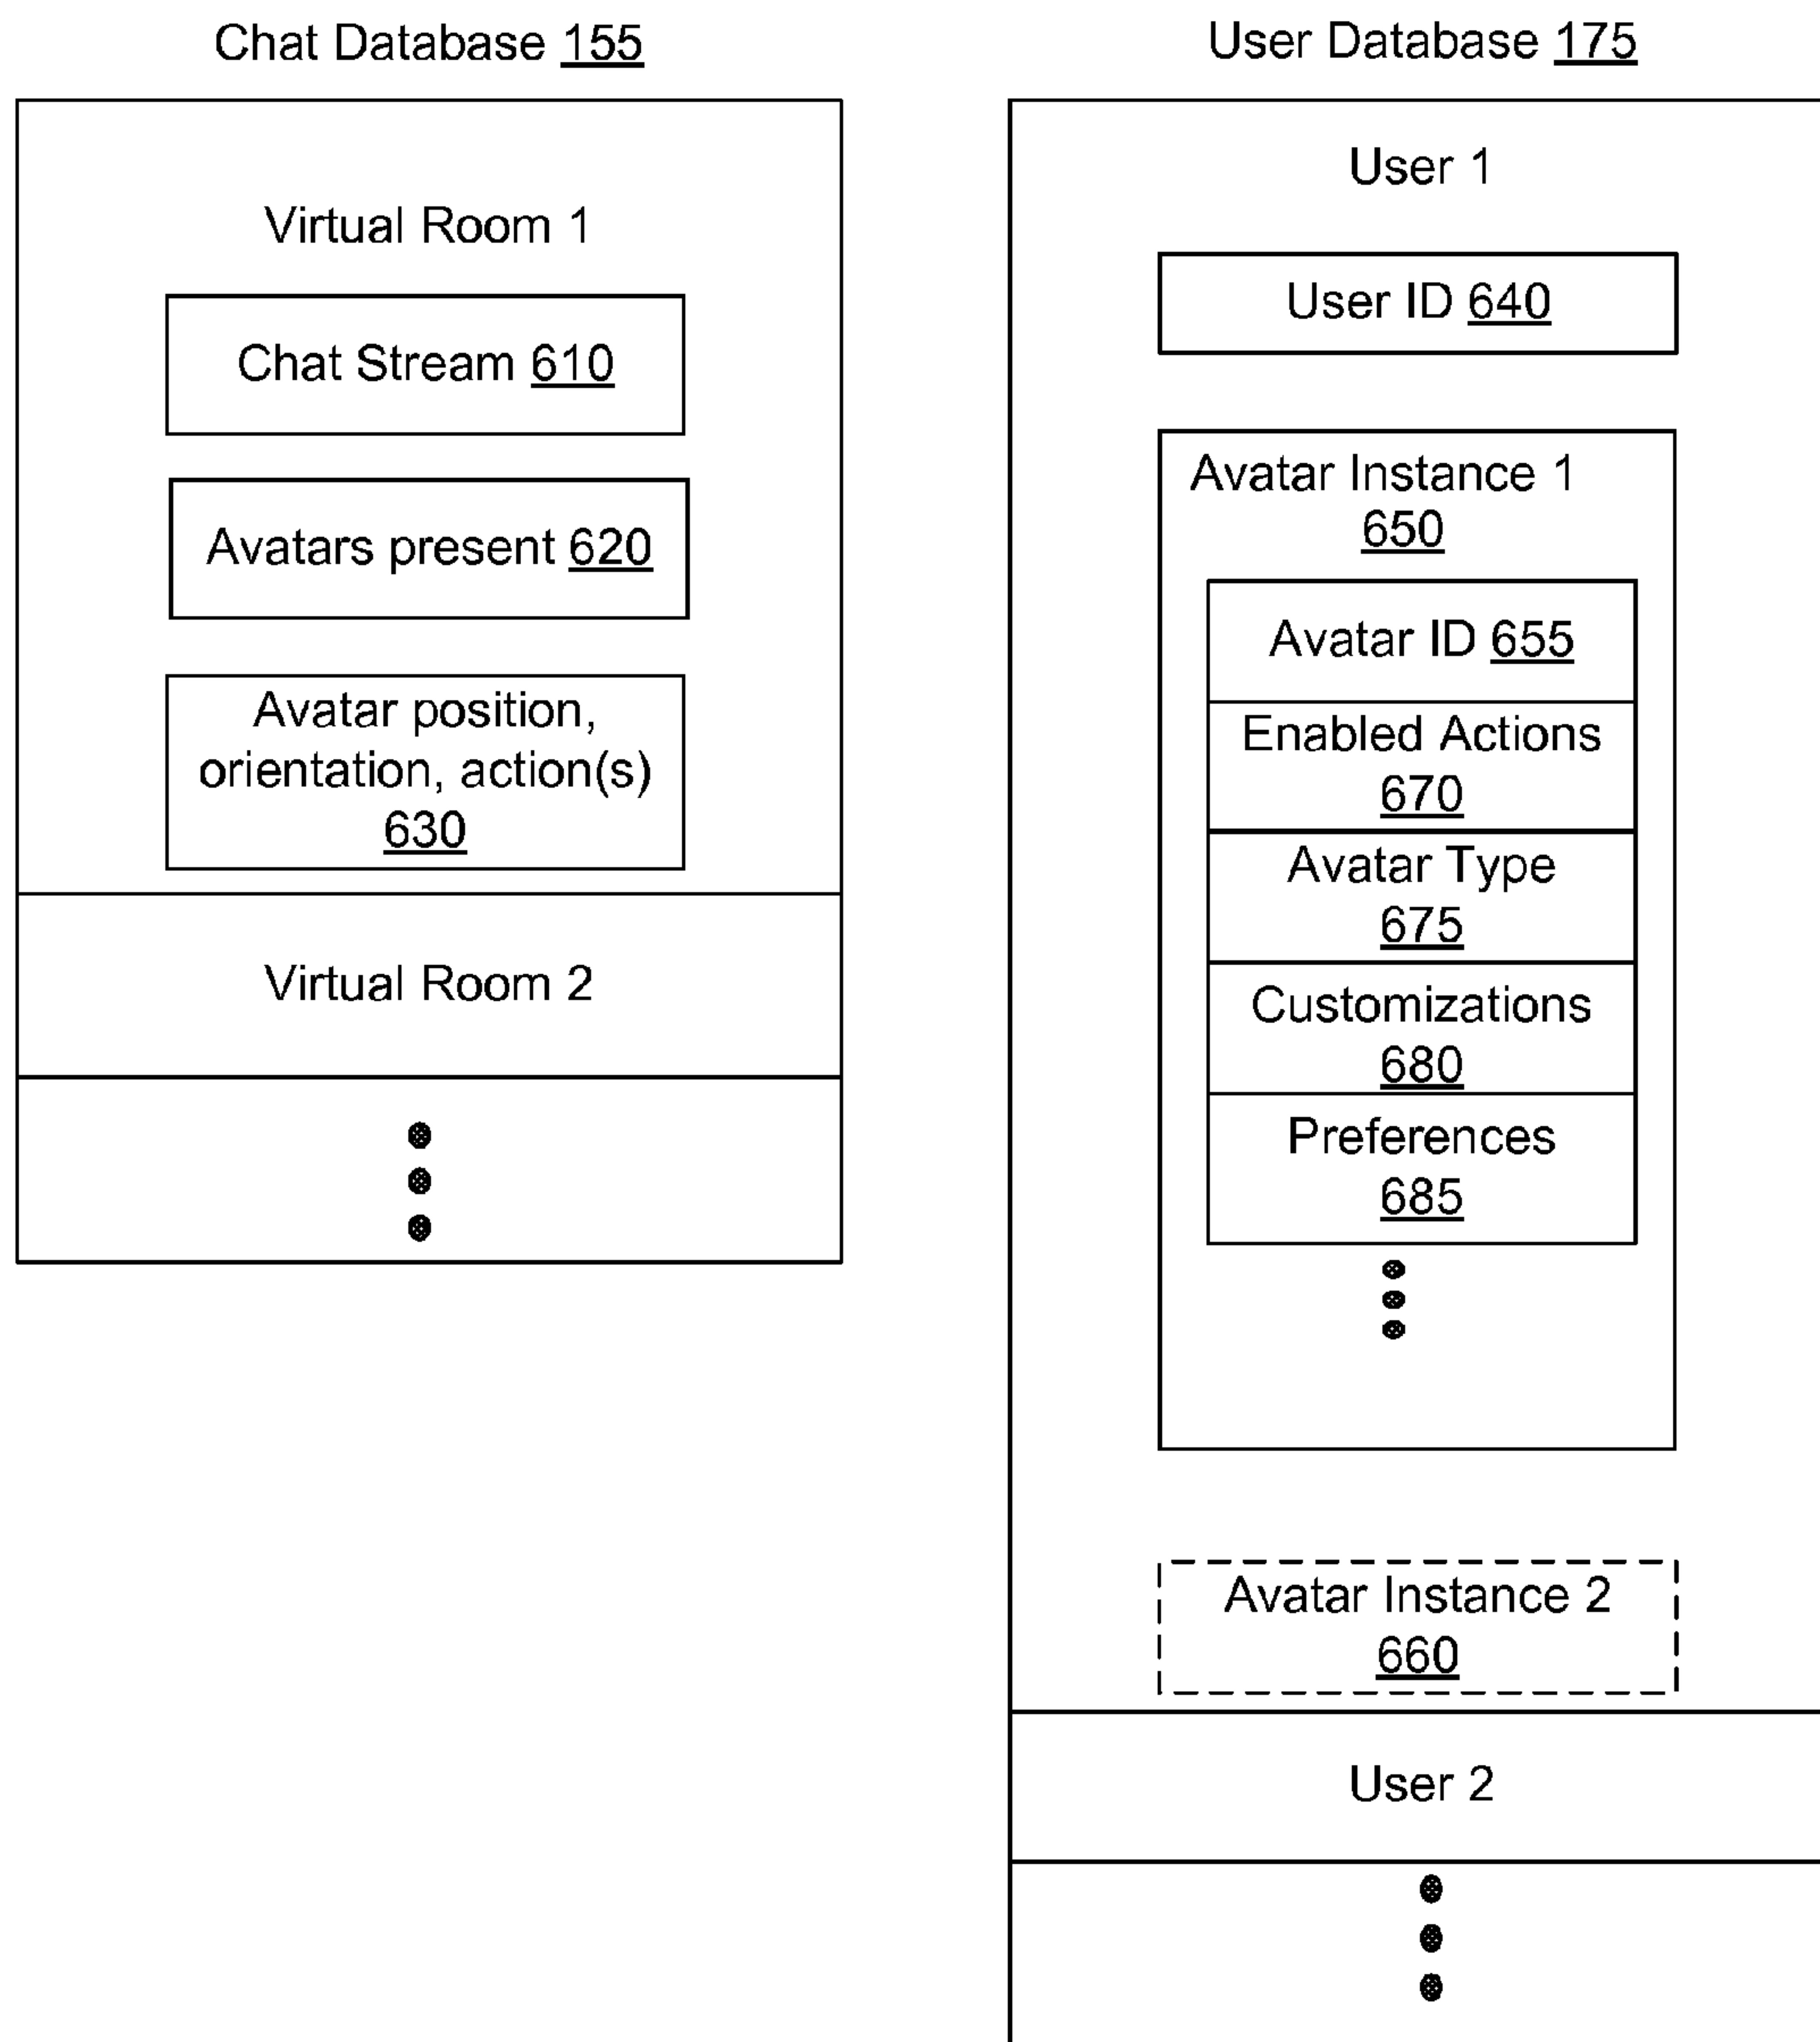 Chat Database 155
Virtual Room 1
Chat Stream 610
Avatars present 620
Avatar position,
orientation, action(s)
630
Virtual Room 2
User Database 175
User 1
User ID 640
Avatar Instance 1
650
Avatar ID 655
Enabled Actions
670
Avatar Type
675
Customizations
680
Preferences
685
Avatar Instance 2
660
User 2